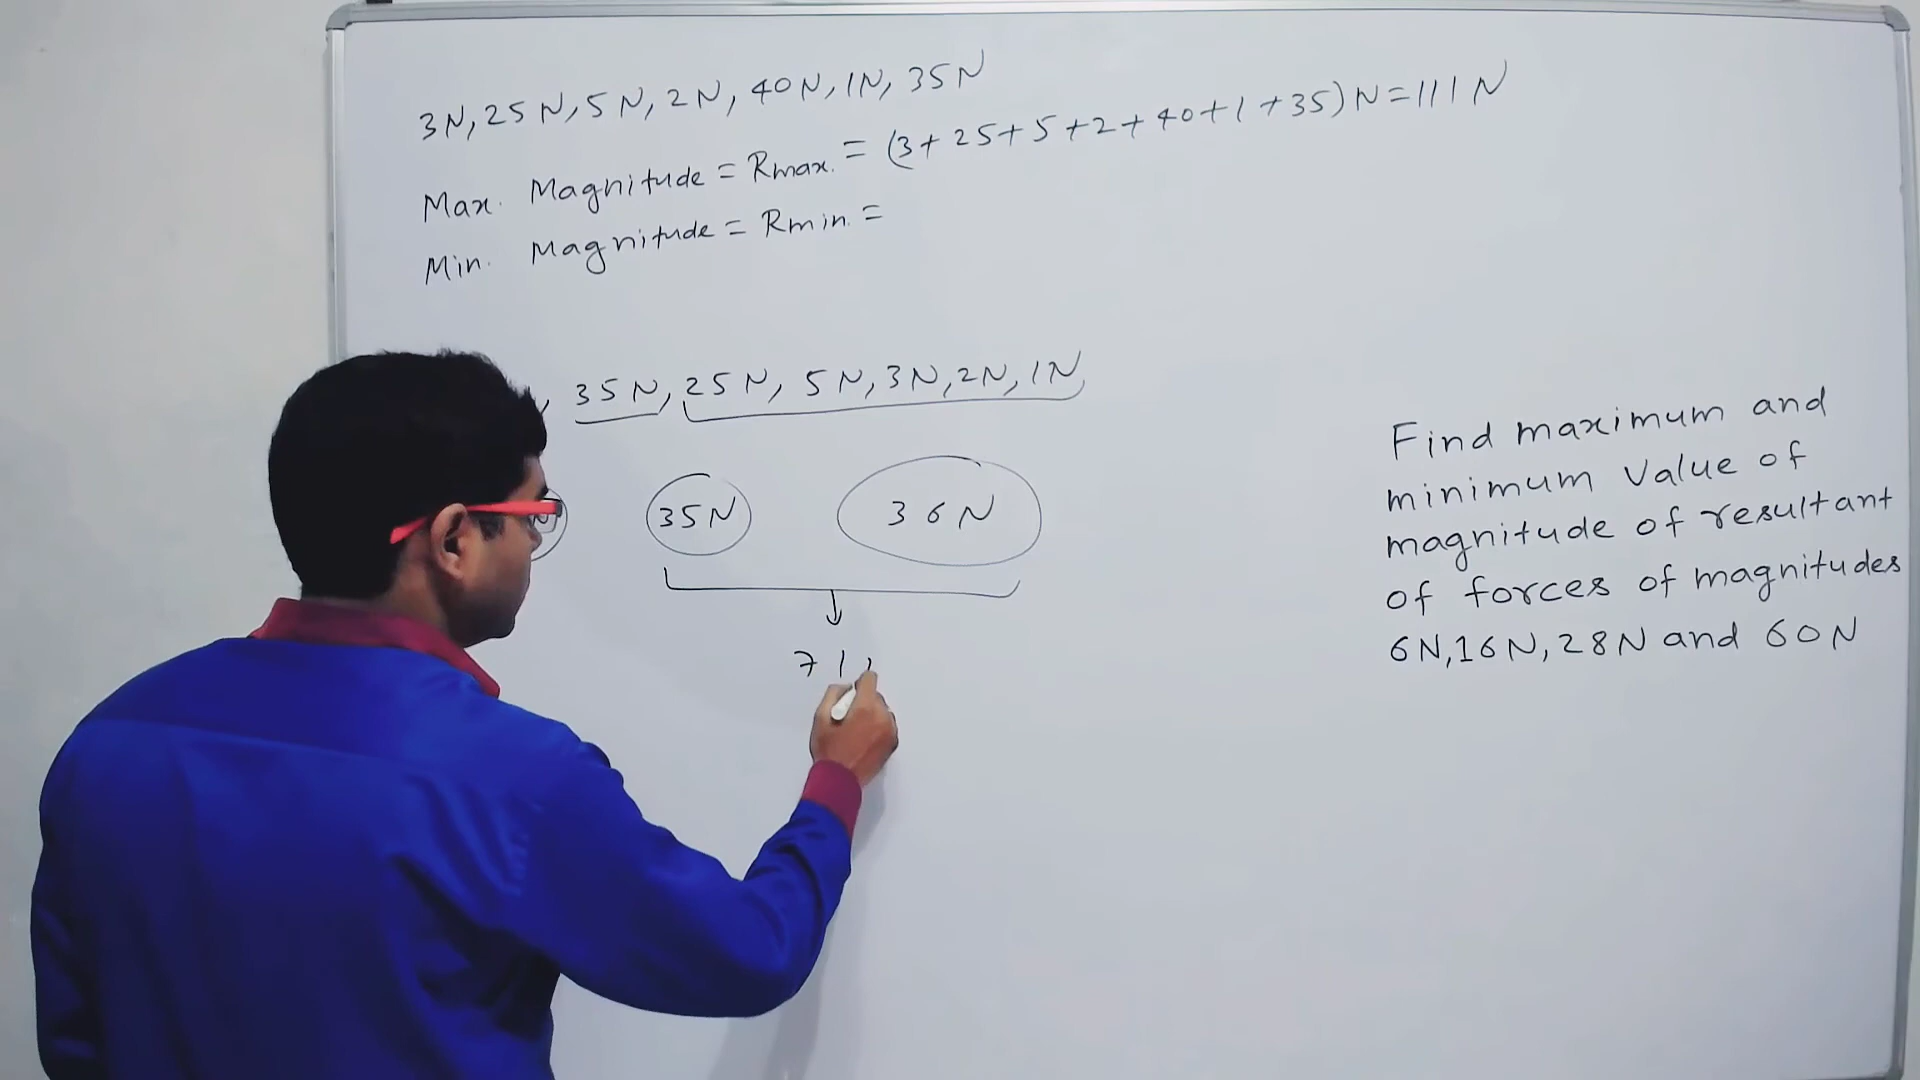 3N, 25N, 5N, 2N, 40N, 1N, 35N
Max. Magnitude = Rmax. = (3+25+5+2+40+1+35)N=111N
Min. Magnitude = Rmin. =
, 35N, 25N, 5N, 3N, 2N, 1N
N 35N 36N
71
Find maximum and
minimum value of
magnitude of resultant
of forces of magnitudes
6N, 16N, 28N and 60N